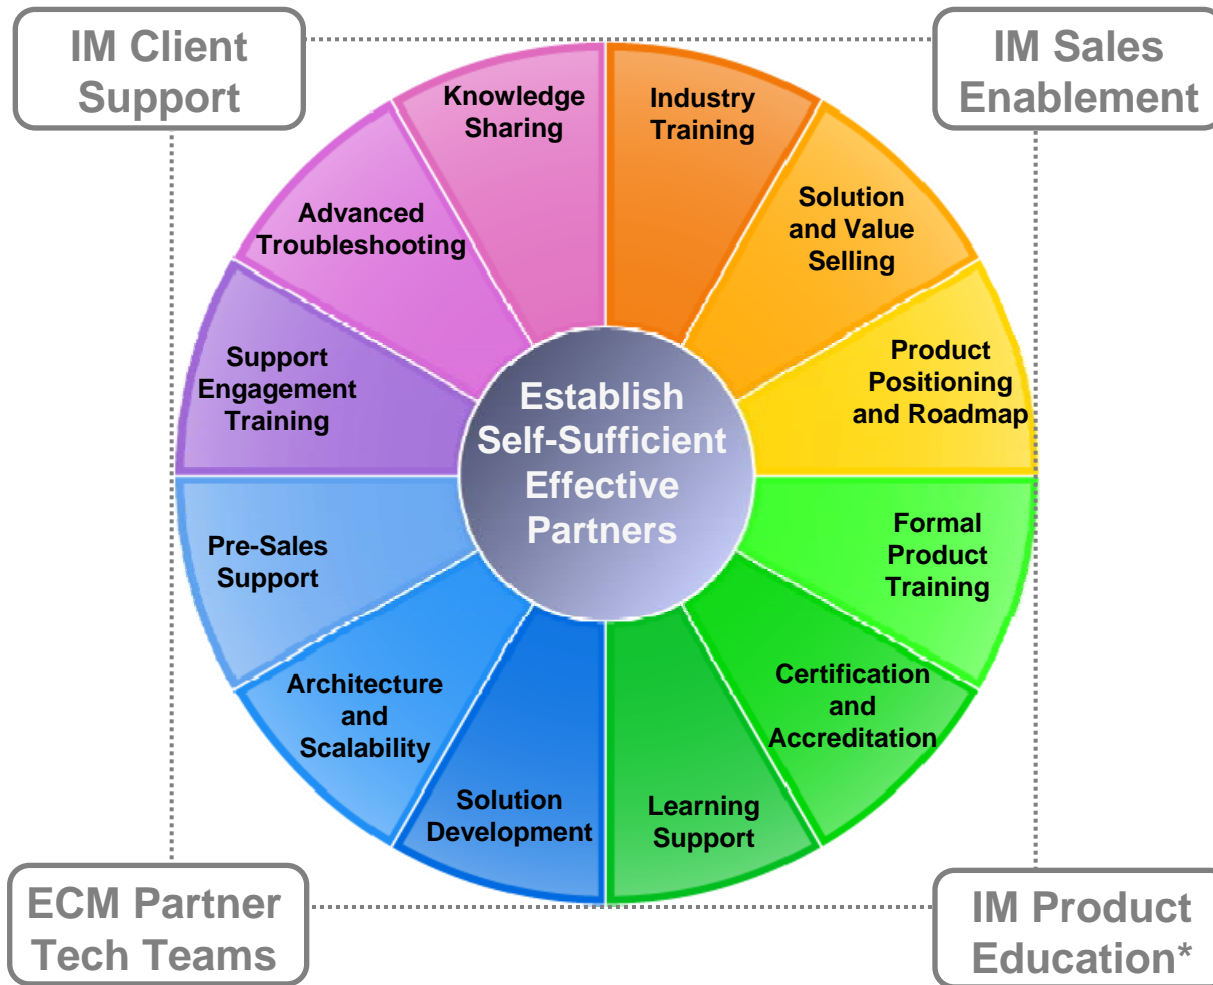 IM Client
Support
IM Sales
Enablement
Knowledge
Sharing
Industry
Training
Advanced
Troubleshooting
Solution
and Value
Selling
Support
Engagement
Training
Product
Positioning
and Roadmap
Establish
Self-Sufficient
Effective
Partners
Pre-Sales
Support
Formal
Product
Training
Architecture
and
Scalability
Certification
and
Accreditation
Solution
Development
Learning
Support
ECM Partner
Tech Teams
IM Product
Education*